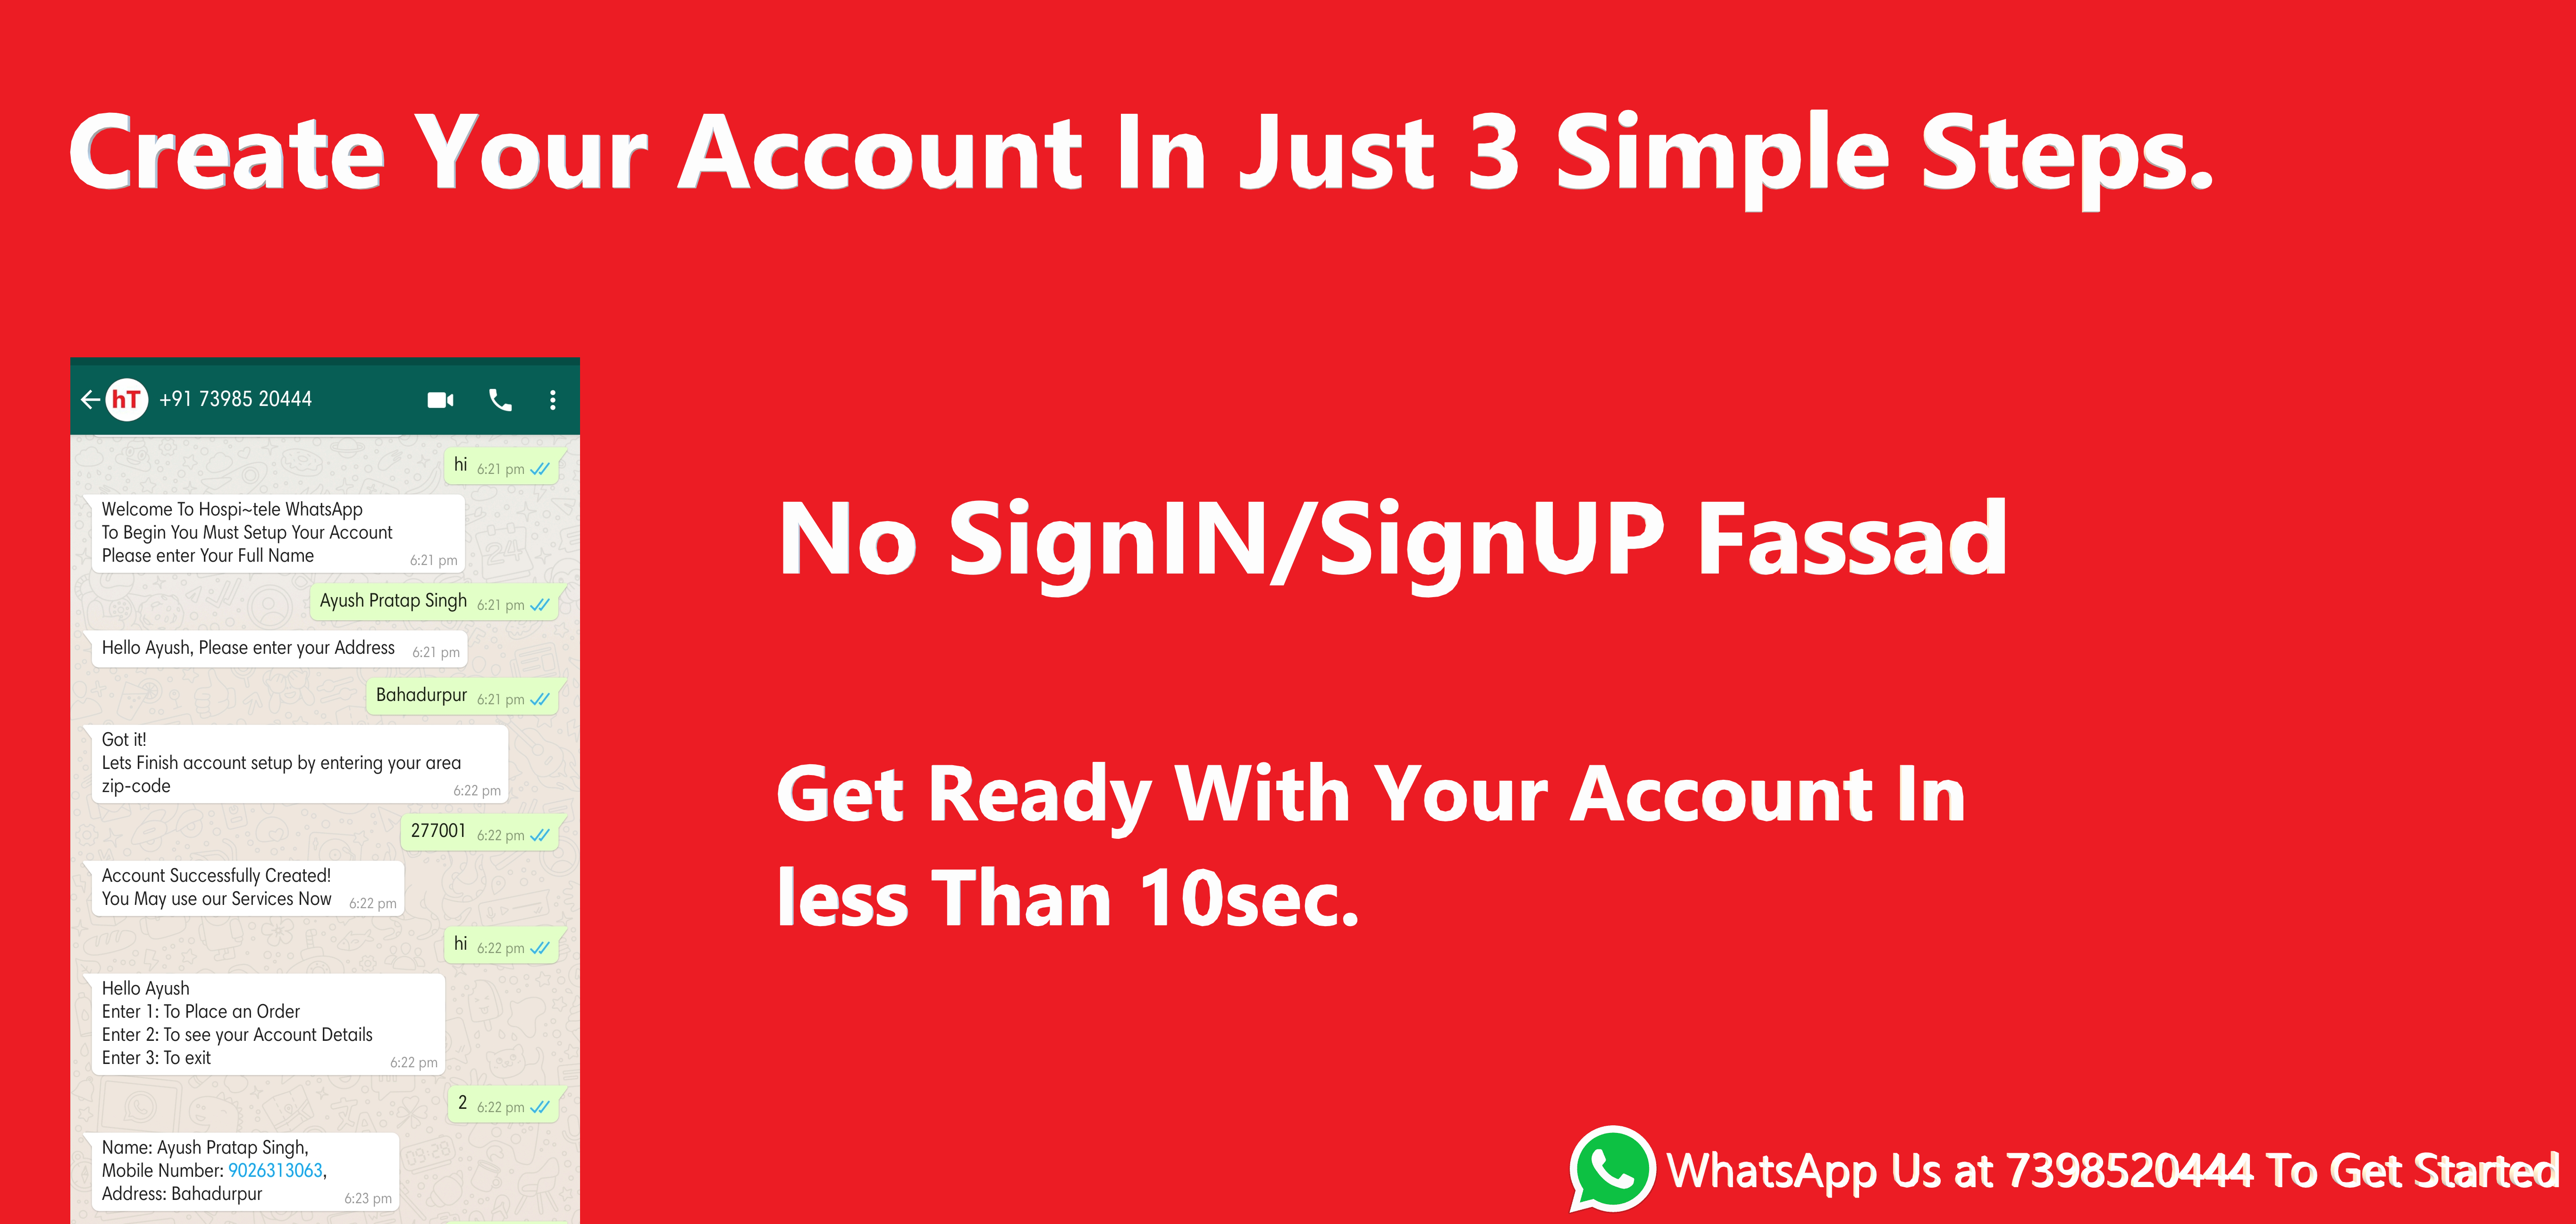 Create Your Account In Just 3 Simple Steps.
hT +91 73985 20444
hi 6:21 pm
Welcome To Hospi~tele WhatsApp
To Begin You Must Setup Your Account
Please enter Your Full Name 6:21 pm
Ayush Pratap Singh 6:21 pm
Hello Ayush, Please enter your Address 6:21 pm
Bahadurpur 6:21 pm
Got it!
Lets Finish account setup by entering your area
zip-code 6:22 pm
277001 6:22 pm
Account Successfully Created!
You May use our Services Now 6:22 pm
hi 6:22 pm
Hello Ayush
Enter 1: To Place an Order
Enter 2: To see your Account Details
Enter 3: To exit 6:22 pm
2 6:22 pm
Name: Ayush Pratap Singh,
Mobile Number: 9026313063,
Address: Bahadurpur 6:23 pm
No SignIN/SignUP Fassad
Get Ready With Your Account In
less Than 10sec.
WhatsApp Us at 7398520444 To Get Started